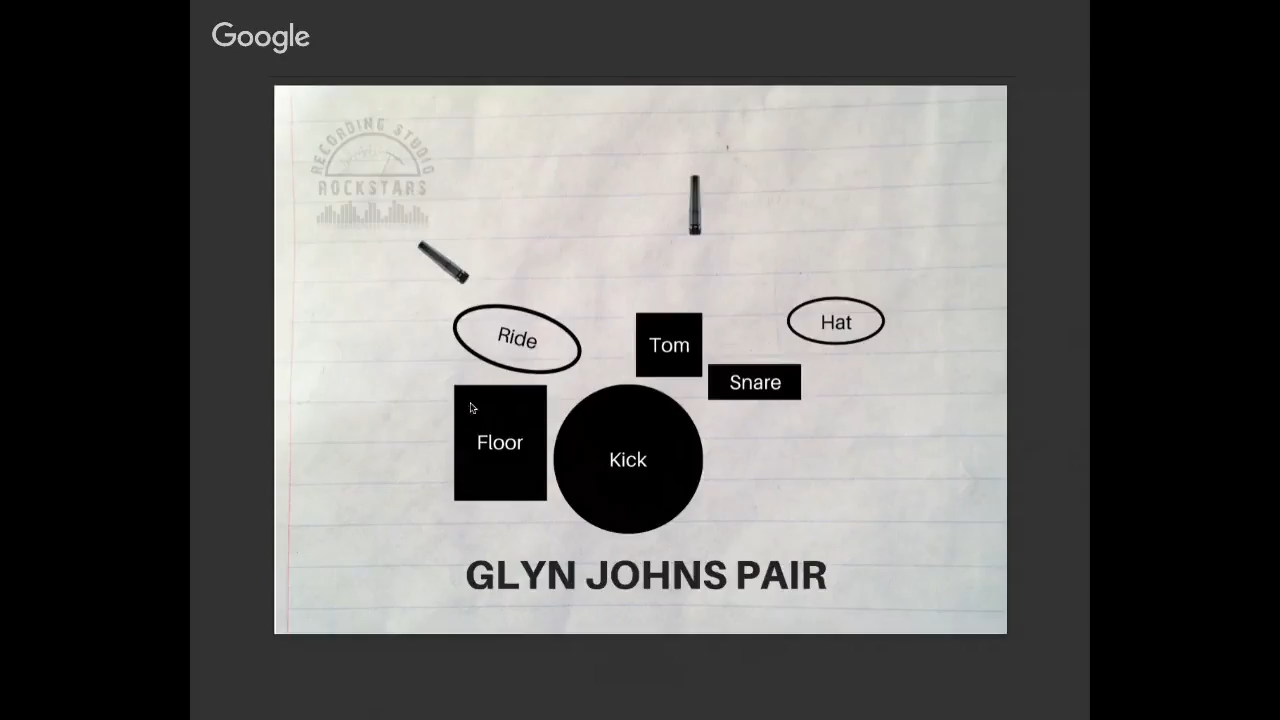 Google
RECORDING STUDIO
ROCKSTARS
Ride
Tom
Hat
Snare
Floor
Kick
GLYN JOHNS PAIR